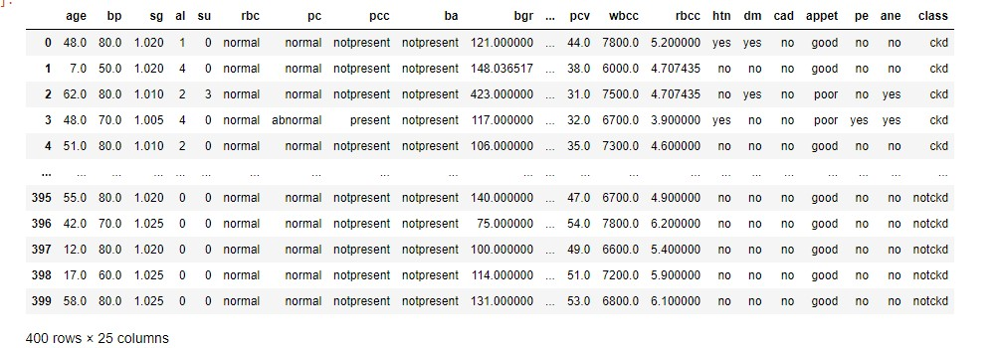 ]:
age bp sg al su rbc pc pcc ba bgr ... pcv wbcc rbcc htn dm cad appet pe ane class
0 48.0 80.0 1.020 1 0 normal normal notpresent notpresent 121.000000 ... 44.0 7800.0 5.200000 yes yes no good no no ckd
1 7.0 50.0 1.020 4 0 normal normal notpresent notpresent 148.036517 ... 38.0 6000.0 4.707435 no no no good no no ckd
2 62.0 80.0 1.010 2 3 normal normal notpresent notpresent 423.000000 ... 31.0 7500.0 4.707435 no yes no poor no yes ckd
3 48.0 70.0 1.005 4 0 normal abnormal present notpresent 117.000000 ... 32.0 6700.0 3.900000 yes no no poor yes yes ckd
4 51.0 80.0 1.010 2 0 normal normal notpresent notpresent 106.000000 ... 35.0 7300.0 4.600000 no no no good no no ckd
... ... ... ... ... ... ... ... ... ... ... ... ... ... ... ... ... ... ... ... ... ...
395 55.0 80.0 1.020 0 0 normal normal notpresent notpresent 140.000000 ... 47.0 6700.0 4.900000 no no no good no no notckd
396 42.0 70.0 1.025 0 0 normal normal notpresent notpresent 75.000000 ... 54.0 7800.0 6.200000 no no no good no no notckd
397 12.0 80.0 1.020 0 0 normal normal notpresent notpresent 100.000000 ... 49.0 6600.0 5.400000 no no no good no no notckd
398 17.0 60.0 1.025 0 0 normal normal notpresent notpresent 114.000000 ... 51.0 7200.0 5.900000 no no no good no no notckd
399 58.0 80.0 1.025 0 0 normal normal notpresent notpresent 131.000000 ... 53.0 6800.0 6.100000 no no no good no no notckd
400 rows × 25 columns